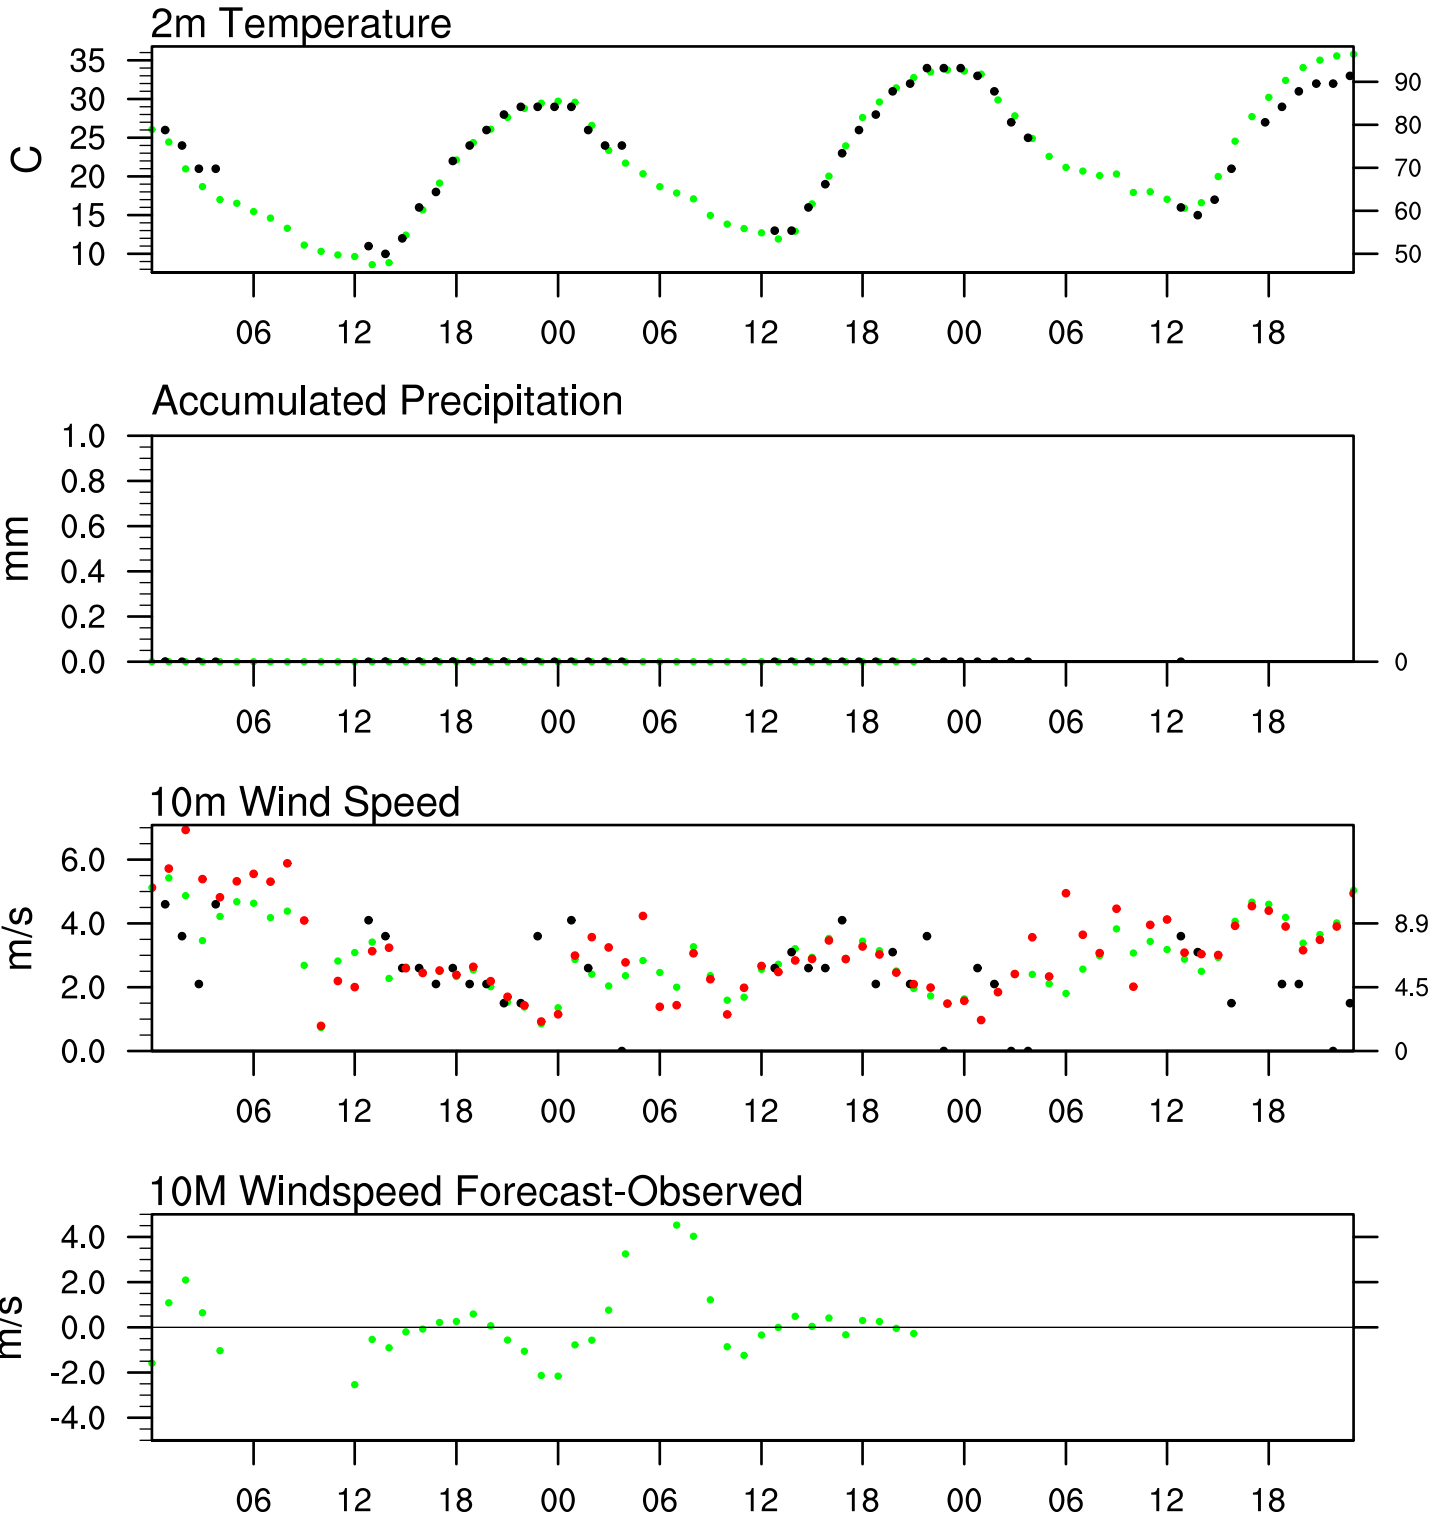 2m Temperature
35
30
25
20
15
10
C
90
80
70
60
50
06 12 18 00 06 12 18 00 06 12 18
Accumulated Precipitation
1.0
0.8
0.6
0.4
0.2
0.0
mm
0
06 12 18 00 06 12 18 00 06 12 18
10m Wind Speed
6.0
4.0
2.0
0.0
m/s
8.9
4.5
0
06 12 18 00 06 12 18 00 06 12 18
10M Windspeed Forecast-Observed
4.0
2.0
0.0
-2.0
-4.0
m/s
06 12 18 00 06 12 18 00 06 12 18